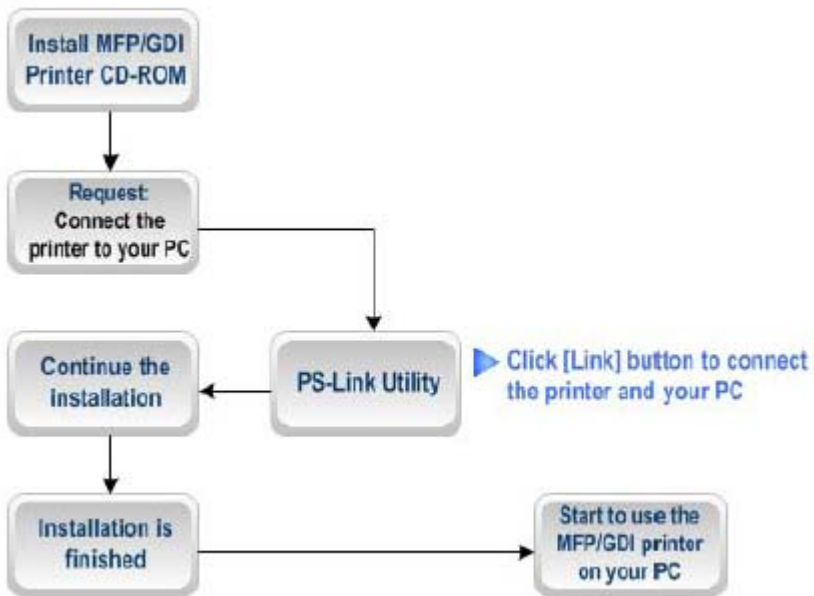 Install MFP/GDI
Printer CD-ROM
Request:
Connect the
printer to your PC
PS-Link Utility
Click [Link] button to connect
the printer and your PC
Continue the
installation
Installation is
finished
Start to use the
MFP/GDI printer
on your PC